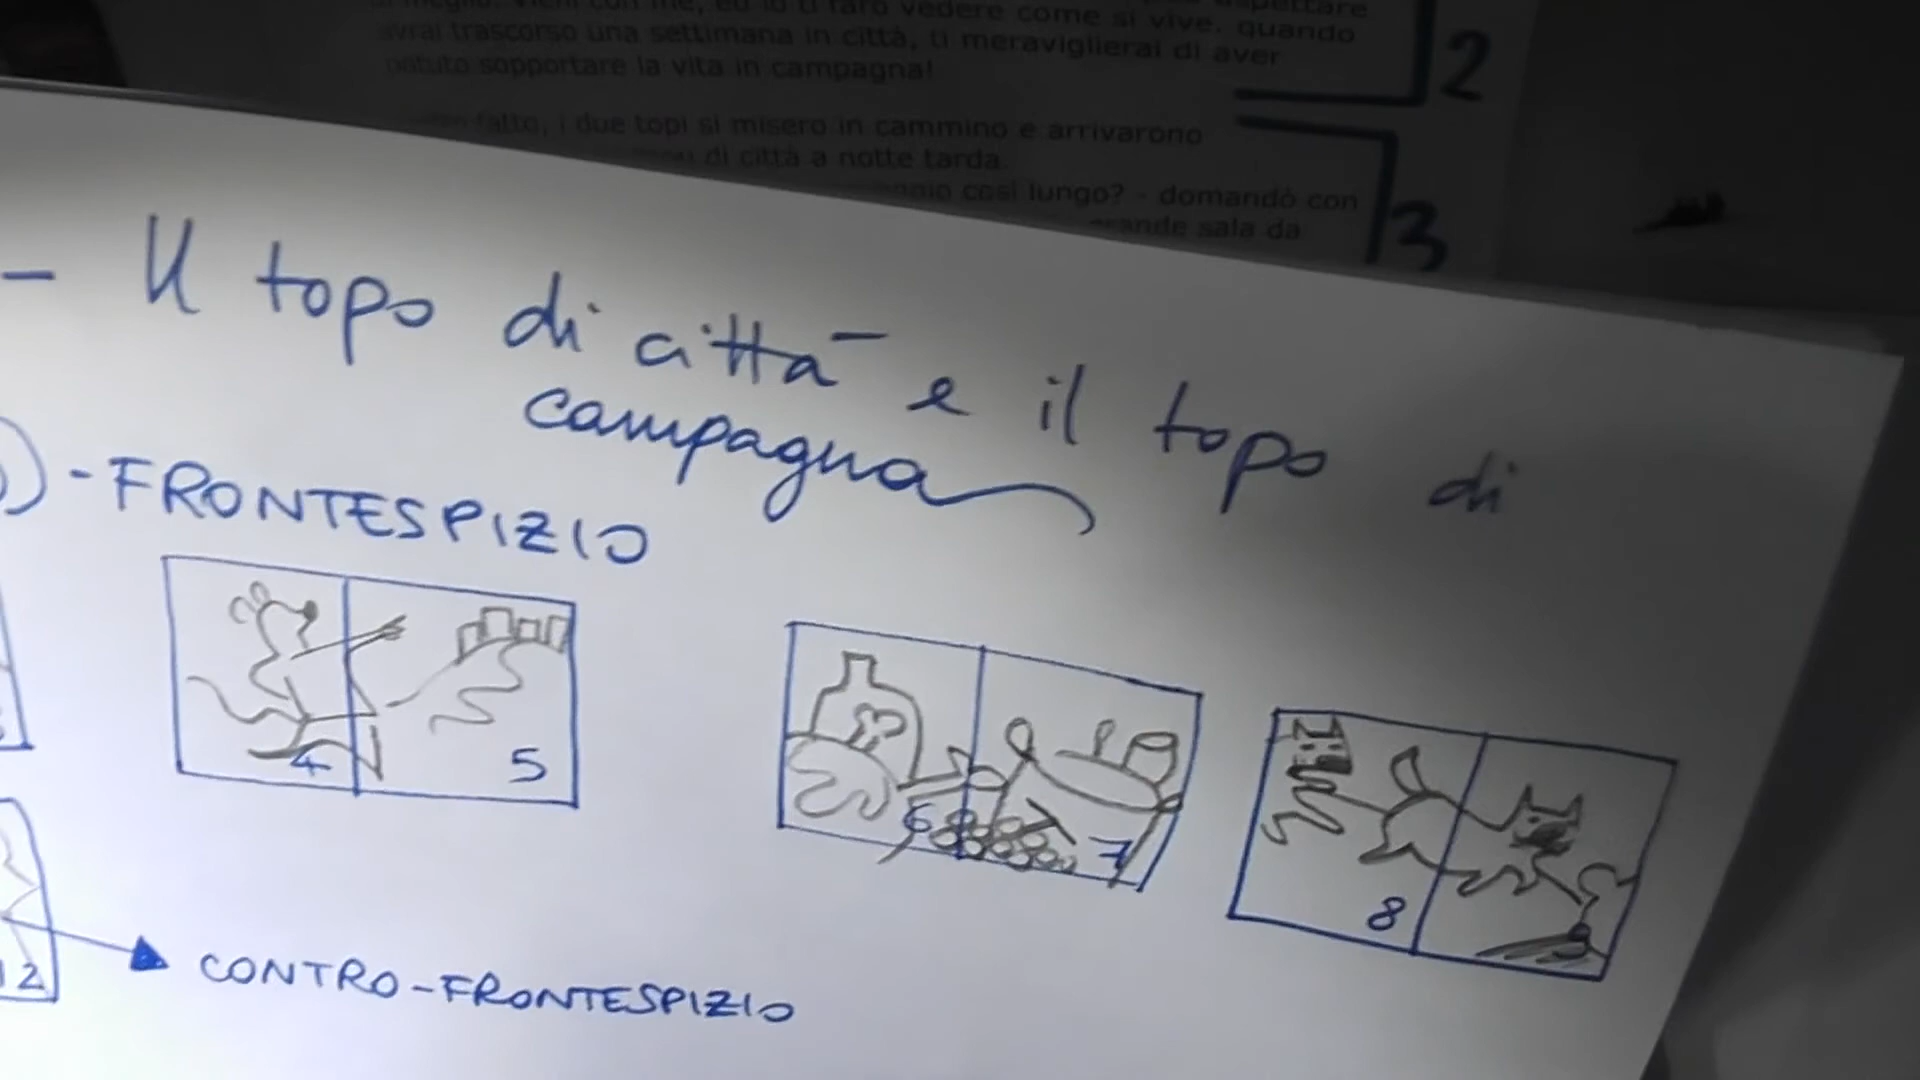 aspettare
meglio. Vieni con me, ed io ti farò vedere come si vive. quando
avrai trascorso una settimana in città, ti meraviglierai di aver
potuto sopportare la vita in campagna!
2
fatto, i due topi si misero in cammino e arrivarono
di città a notte tarda.
così lungo? - domandò con
grande sala da
3
- Il topo di città e il topo di
campagna
- FRONTESPIZIO
4 5
6 7
8
12
CONTRO-FRONTESPIZIO